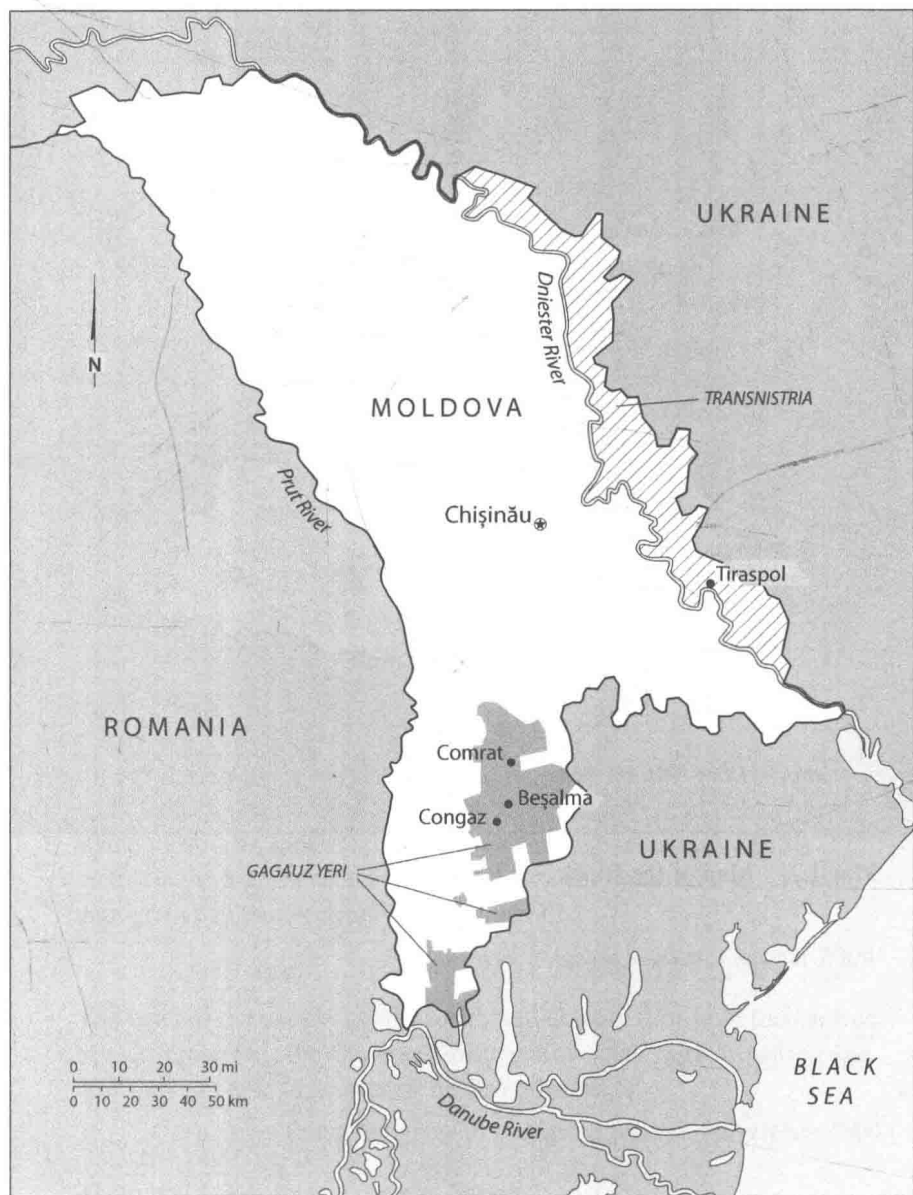 UKRAINE
Dniester River
N
MOLDOVA
TRANSNISTRIA
Prut River
Chişinău
Tiraspol
ROMANIA
Comrat
Beşalma
Congaz
UKRAINE
GAGAUZ YERI
0 10 20 30 mi
0 10 20 30 40 50 km
BLACK
SEA
Danube River